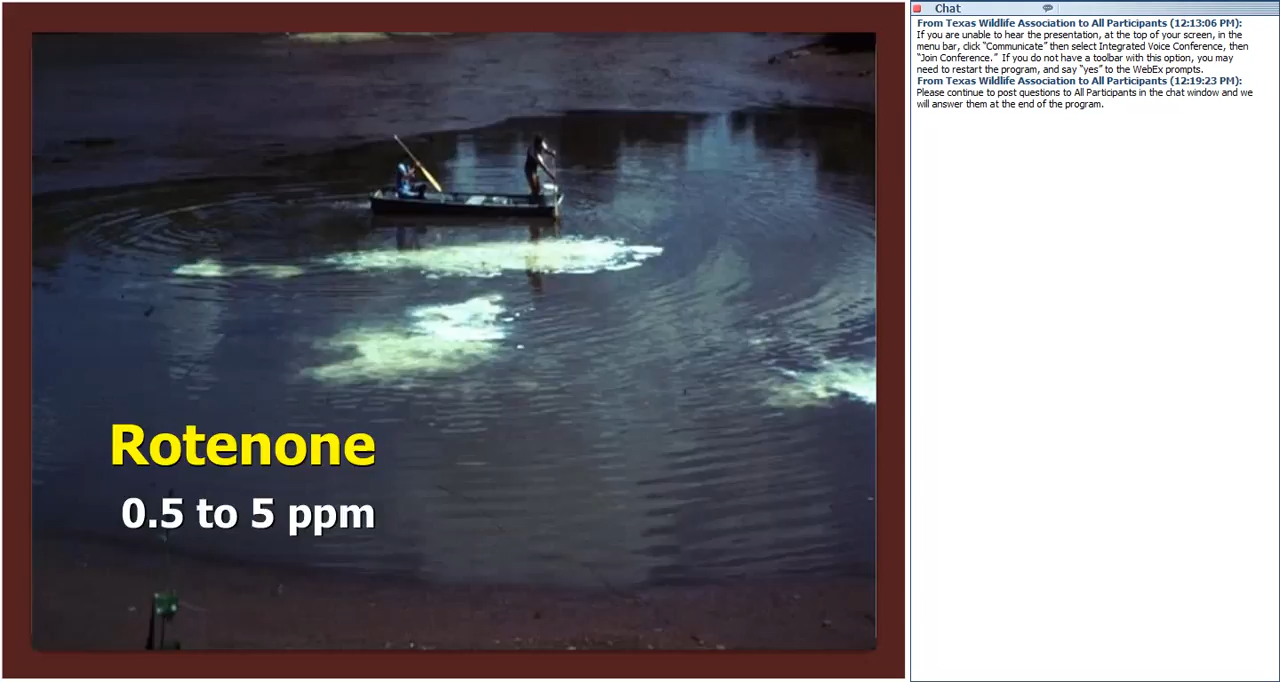 Rotenone
0.5 to 5 ppm
Chat
From Texas Wildlife Association to All Participants (12:13:06 PM):
If you are unable to hear the presentation, at the top of your screen, in the
menu bar, click “Communicate” then select Integrated Voice Conference, then
“Join Conference.”  If you do not have a toolbar with this option, you may
need to restart the program, and say “yes” to the WebEx prompts.
From Texas Wildlife Association to All Participants (12:19:23 PM):
Please continue to post questions to All Participants in the chat window and we
will answer them at the end of the program.